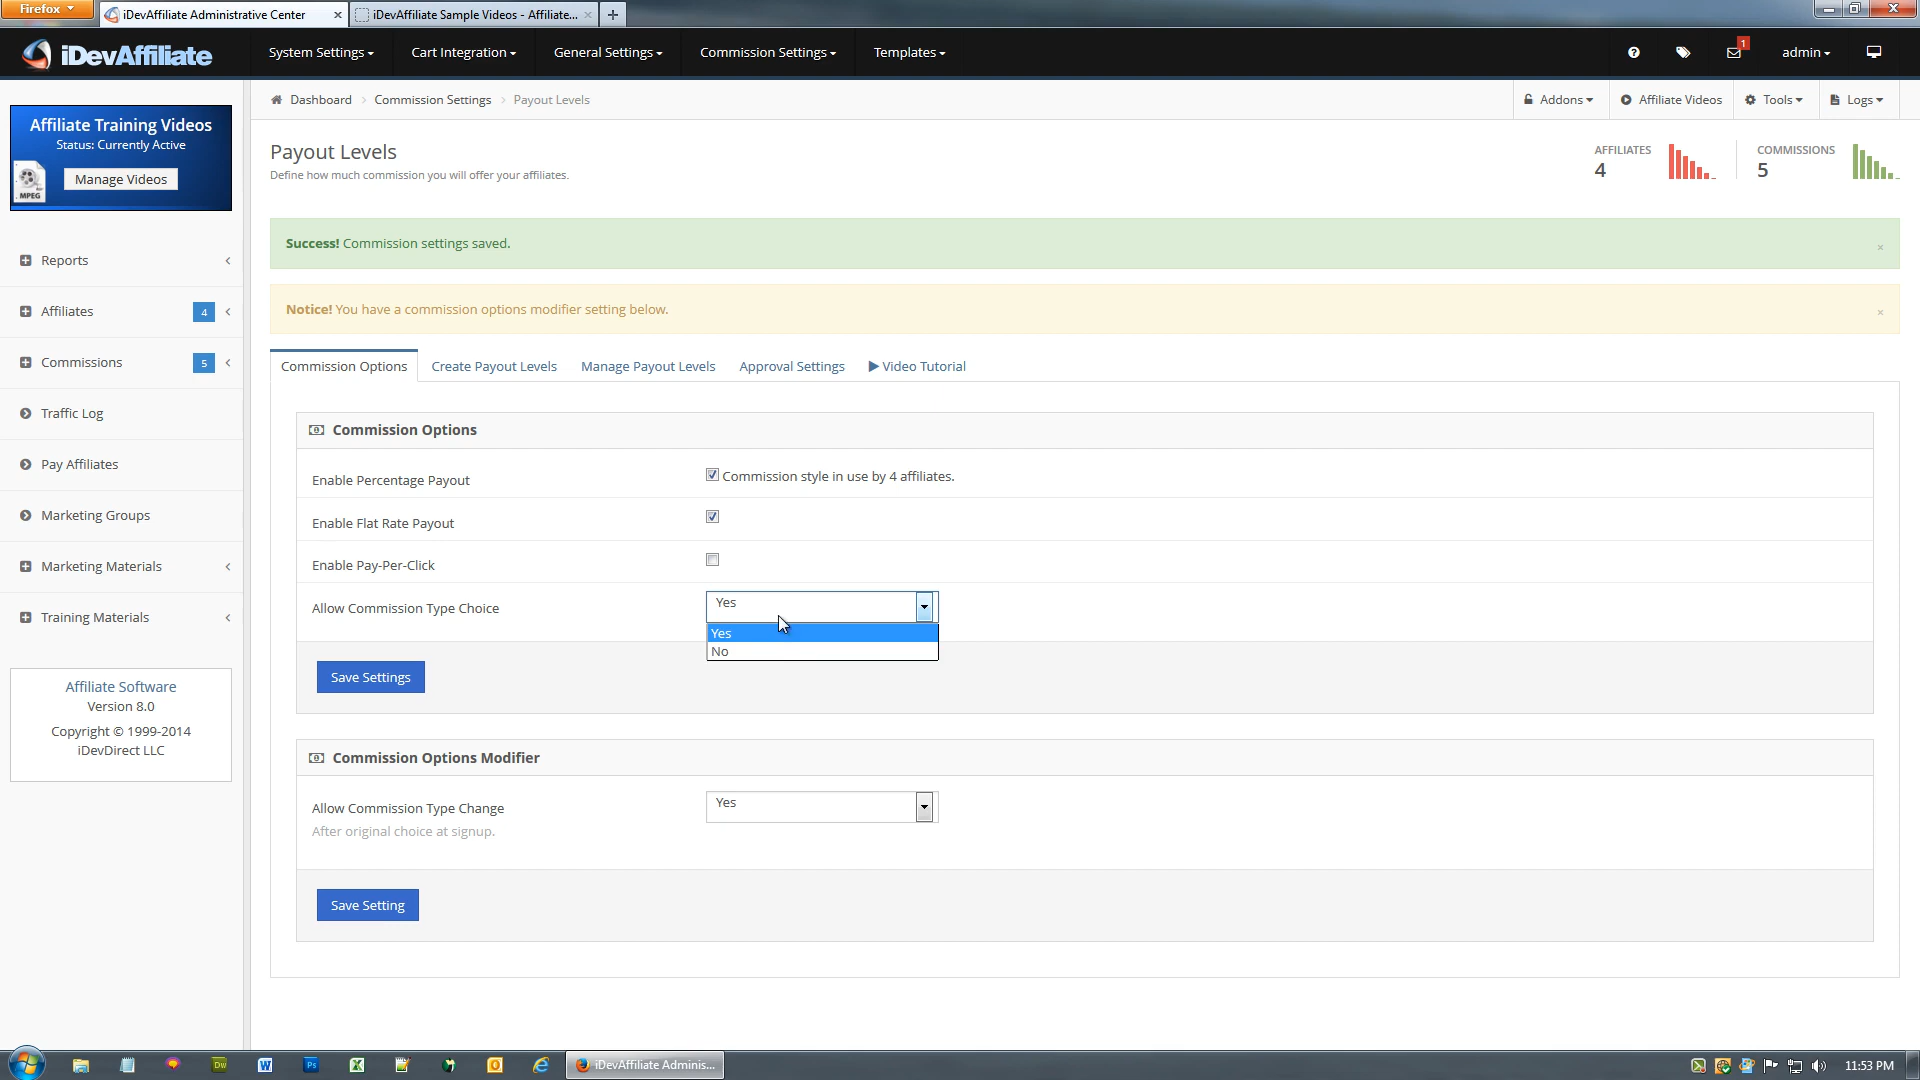 Firefox
iDevAffiliate Administrative Center
iDevAffiliate Sample Videos - Affiliate...
iDevAffiliate
System Settings
Cart Integration
General Settings
Commission Settings
Templates
1
admin
Dashboard
Commission Settings
Payout Levels
Addons
Affiliate Videos
Tools
Logs
Affiliate Training Videos
Status: Currently Active
Manage Videos
MPEG
Payout Levels
Define how much commission you will offer your affiliates.
AFFILIATES
4
COMMISSIONS
5
Success! Commission settings saved.
Notice! You have a commission options modifier setting below.
Reports
Affiliates 4
Commissions 5
Traffic Log
Pay Affiliates
Marketing Groups
Marketing Materials
Training Materials
Affiliate Software
Version 8.0
Copyright © 1999-2014
iDevDirect LLC
Commission Options
Create Payout Levels
Manage Payout Levels
Approval Settings
Video Tutorial
Commission Options
Enable Percentage Payout
Commission style in use by 4 affiliates.
Enable Flat Rate Payout
Enable Pay-Per-Click
Allow Commission Type Choice
Yes
Yes
No
Save Settings
Commission Options Modifier
Allow Commission Type Change
Yes
After original choice at signup.
Save Setting
Dw
W
Ps
iDevAffiliate Adminis...
11:53 PM